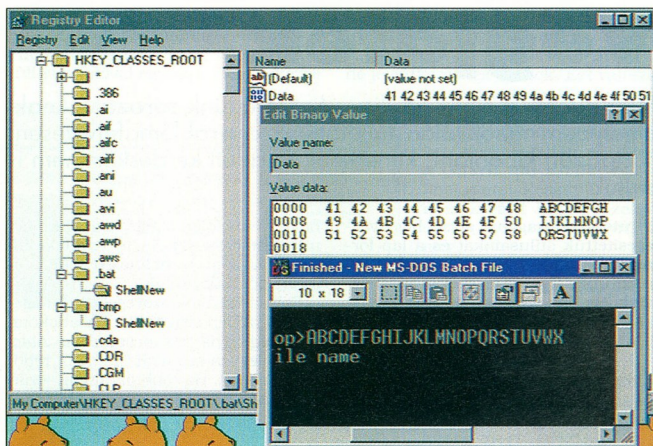 Registry Editor
Registry Edit View Help
HKEY_CLASSES_ROOT
*
.386
.ai
.aif
.aifc
.aiff
.ani
.au
.avi
.awd
.awp
.aws
.bat
ShellNew
.bmp
ShellNew
.cda
.CDR
.CGM
.CLP
My Computer\HKEY_CLASSES_ROOT\.bat\Sh
Name Data
(Default) (value not set)
Data 41 42 43 44 45 46 47 48 49 4a 4b 4c 4d 4e 4f 50 51
Edit Binary Value
Value name:
Data
Value data:
0000 41 42 43 44 45 46 47 48 ABCDEFGH
0008 49 4A 4B 4C 4D 4E 4F 50 IJKLMNOP
0010 51 52 53 54 55 56 57 58 QRSTUVWX
0018
Finished - New MS-DOS Batch File
10 x 18
A
op>ABCDEFGHIJKLMNOPQRSTUVWX
ile name